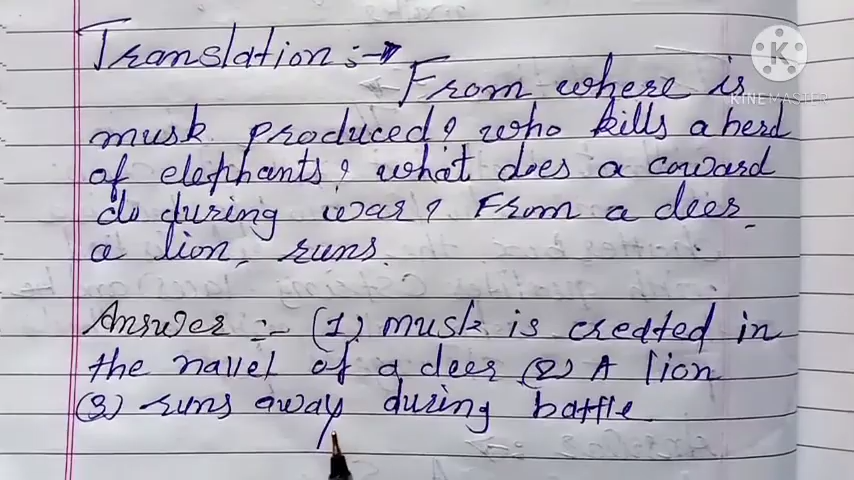 Translation :-
From where is
KINEMASTER
musk produced? who kills a herd
of elephants? what does a coward
do during war? From a deer,
a lion, runs.
Answer :- (1) musk is created in
the navel of a deer (2) A lion
(3) runs away during battle